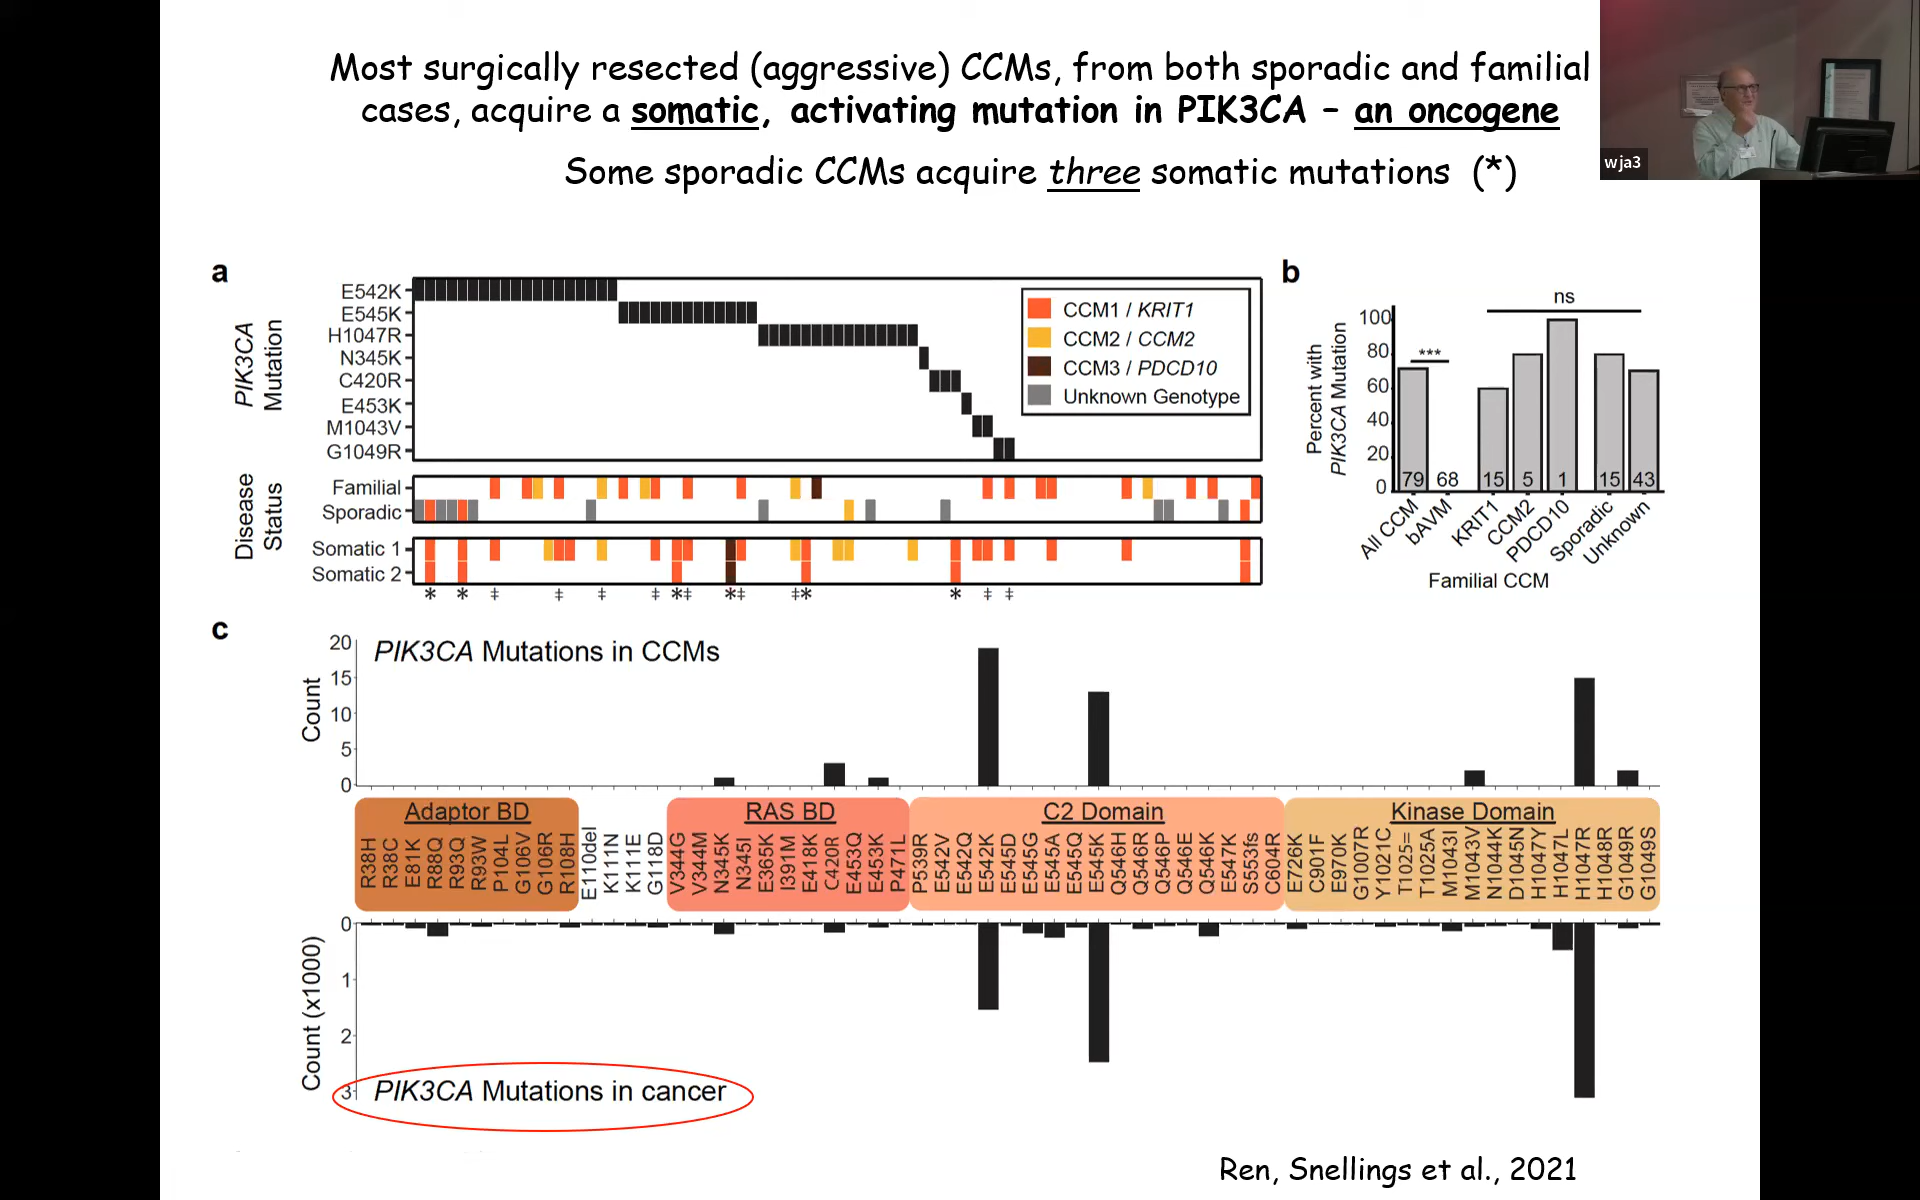 Most surgically resected (aggressive) CCMs, from both sporadic and familial
cases, acquire a somatic, activating mutation in PIK3CA – an oncogene
Some sporadic CCMs acquire three somatic mutations (*)
wja3
a
PIK3CA
Mutation
E542K
E545K
H1047R
N345K
C420R
E453K
M1043V
G1049R
CCM1 / KRIT1
CCM2 / CCM2
CCM3 / PDCD10
Unknown Genotype
Disease
Status
Familial
Sporadic
Somatic 1
Somatic 2
* * ‡ ‡ ‡ ‡ *‡ *‡ ‡* * ‡ ‡
b
Percent with
PIK3CA Mutation
100
80
60
40
20
0
***
ns
79 68 15 5 1 15 43
All CCM
bAVM
KRIT1
CCM2
PDCD10
Sporadic
Unknown
Familial CCM
c
PIK3CA Mutations in CCMs
Count
20
15
10
5
0
Adaptor BD
RAS BD
C2 Domain
Kinase Domain
R38H
R38C
E81K
R88Q
R93Q
R93W
P104L
G106V
G106R
R108H
E110del
K111N
K111E
G118D
V344G
V344M
N345K
N345I
E365K
I391M
E418K
C420R
E453Q
E453K
P471L
P539R
E542V
E542Q
E542K
E545D
E545G
E545A
E545Q
E545K
Q546H
Q546R
Q546P
Q546E
Q546K
E547K
S553fs
C604R
E726K
C901F
E970K
G1007R
Y1021C
T1025=
T1025A
M1043I
M1043V
N1044K
D1045N
H1047Y
H1047L
H1047R
H1048R
G1049R
G1049S
Count (x1000)
0
1
2
3
PIK3CA Mutations in cancer
Ren, Snellings et al., 2021